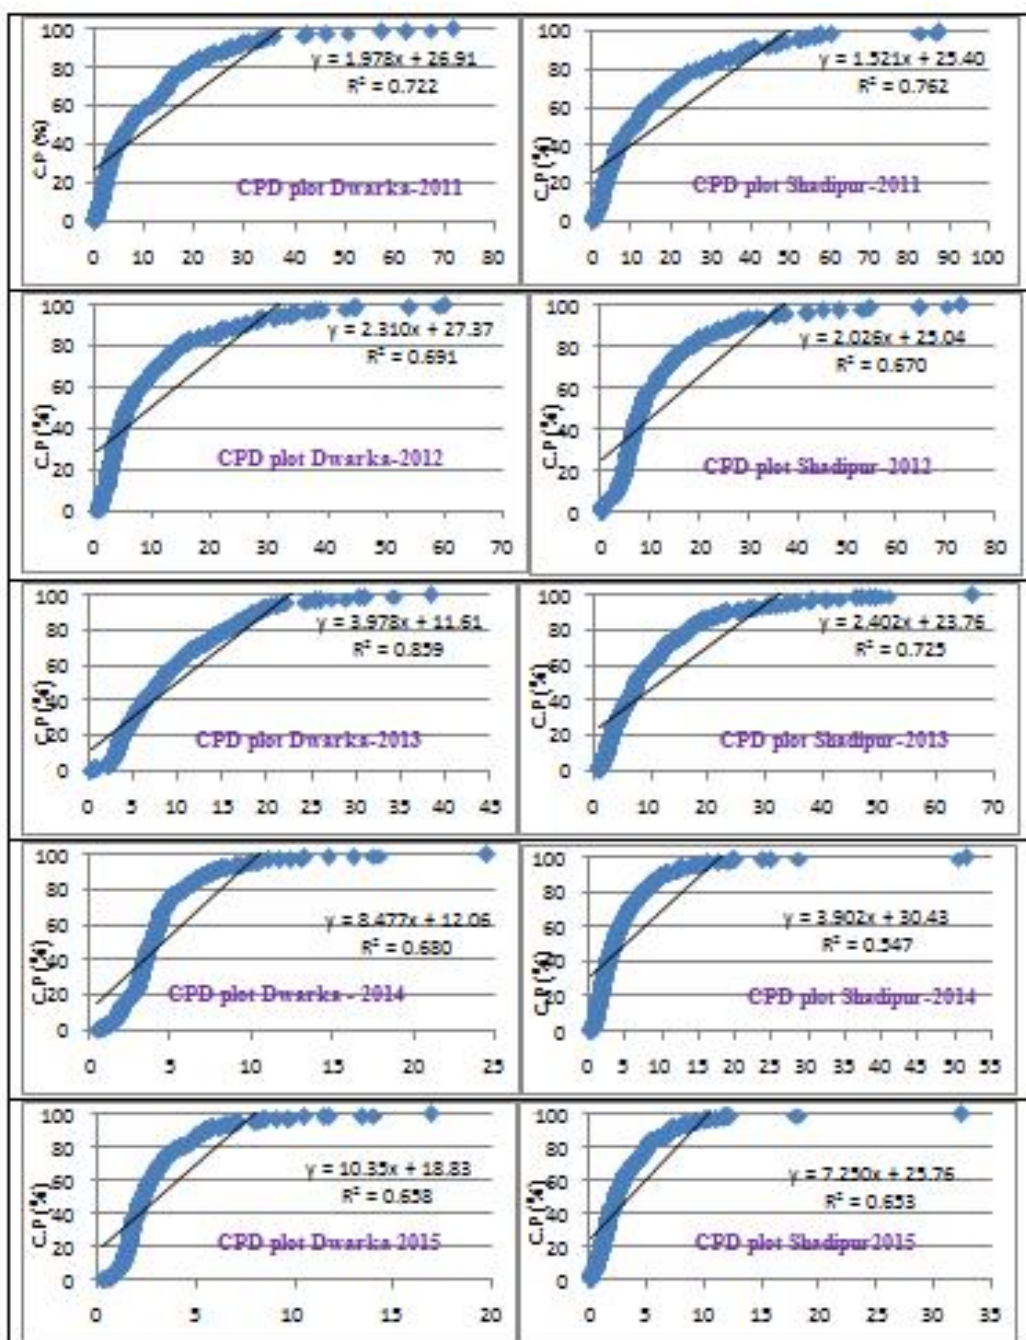 100
80
60
40
20
0
C.P (%)
y = 1.978x + 26.91
R² = 0.722
CPD plot Dwarka-2011
0 10 20 30 40 50 60 70 80
100
80
60
40
20
0
C.P (%)
y = 1.521x + 25.40
R² = 0.762
CPD plot Shadipur-2011
0 10 20 30 40 50 60 70 80 90 100
100
80
60
40
20
0
C.P (%)
y = 2.310x + 27.37
R² = 0.691
CPD plot Dwarka-2012
0 10 20 30 40 50 60 70
100
80
60
40
20
0
C.P (%)
y = 2.026x + 25.04
R² = 0.670
CPD plot Shadipur-2012
0 10 20 30 40 50 60 70 80
100
80
60
40
20
0
C.P (%)
y = 3.978x + 11.61
R² = 0.859
CPD plot Dwarka-2013
0 5 10 15 20 25 30 35 40 45
100
80
60
40
20
0
C.P (%)
y = 2.402x + 23.76
R² = 0.725
CPD plot Shadipur-2013
0 10 20 30 40 50 60 70
100
80
60
40
20
0
C.P (%)
y = 8.477x + 12.06
R² = 0.680
CPD plot Dwarka - 2014
0 5 10 15 20 25
100
80
60
40
20
0
C.P (%)
y = 3.902x + 30.43
R² = 0.547
CPD plot Shadipur-2014
0 5 10 15 20 25 30 35 40 45 50 55
100
80
60
40
20
0
C.P (%)
y = 10.35x + 18.83
R² = 0.658
CPD plot Dwarka 2015
0 5 10 15 20
100
80
60
40
20
0
C.P (%)
y = 7.250x + 25.76
R² = 0.653
CPD plot Shadipur2015
0 5 10 15 20 25 30 35